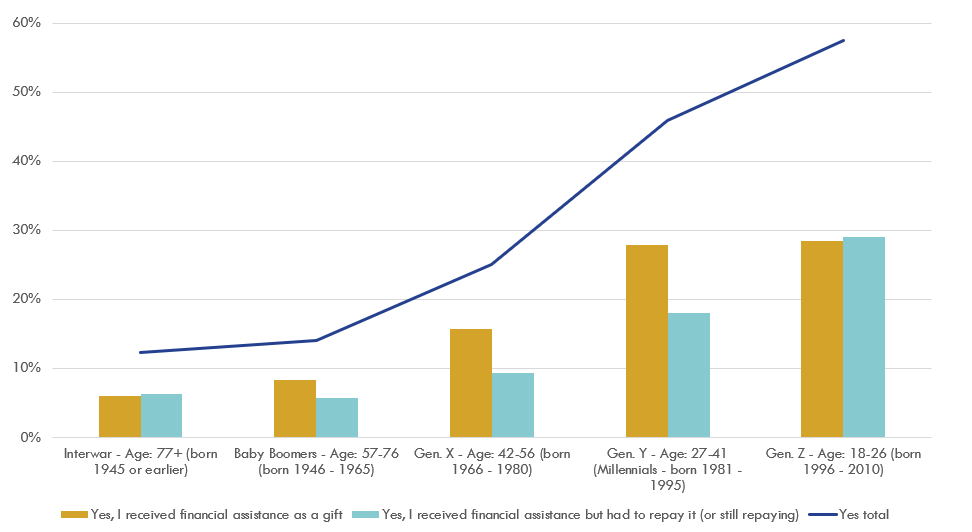 60%
50%
40%
30%
20%
10%
0%
Interwar - Age: 77+ (born
1945 or earlier)
Baby Boomers - Age: 57-76
(born 1946 - 1965)
Gen. X - Age: 42-56 (born
1966 - 1980)
Gen. Y - Age: 27-41
(Millennials - born 1981 -
1995)
Gen. Z - Age: 18-26 (born
1996 - 2010)
Yes, I received financial assistance as a gift
Yes, I received financial assistance but had to repay it (or still repaying)
Yes total